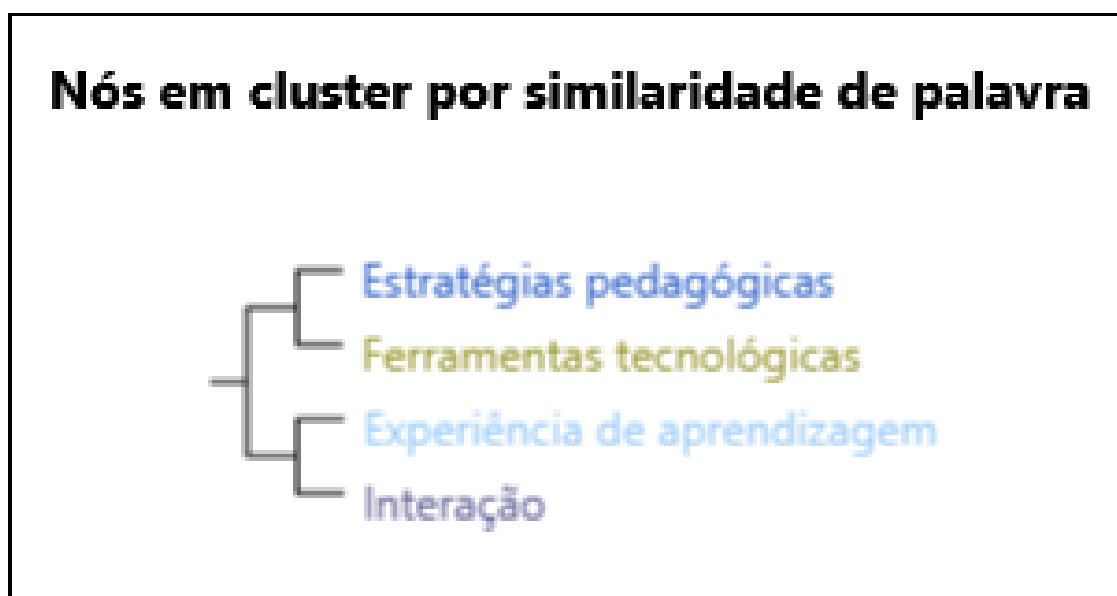 Nós em cluster por similaridade de palavra
Estratégias pedagógicas
Ferramentas tecnológicas
Experiência de aprendizagem
Interação